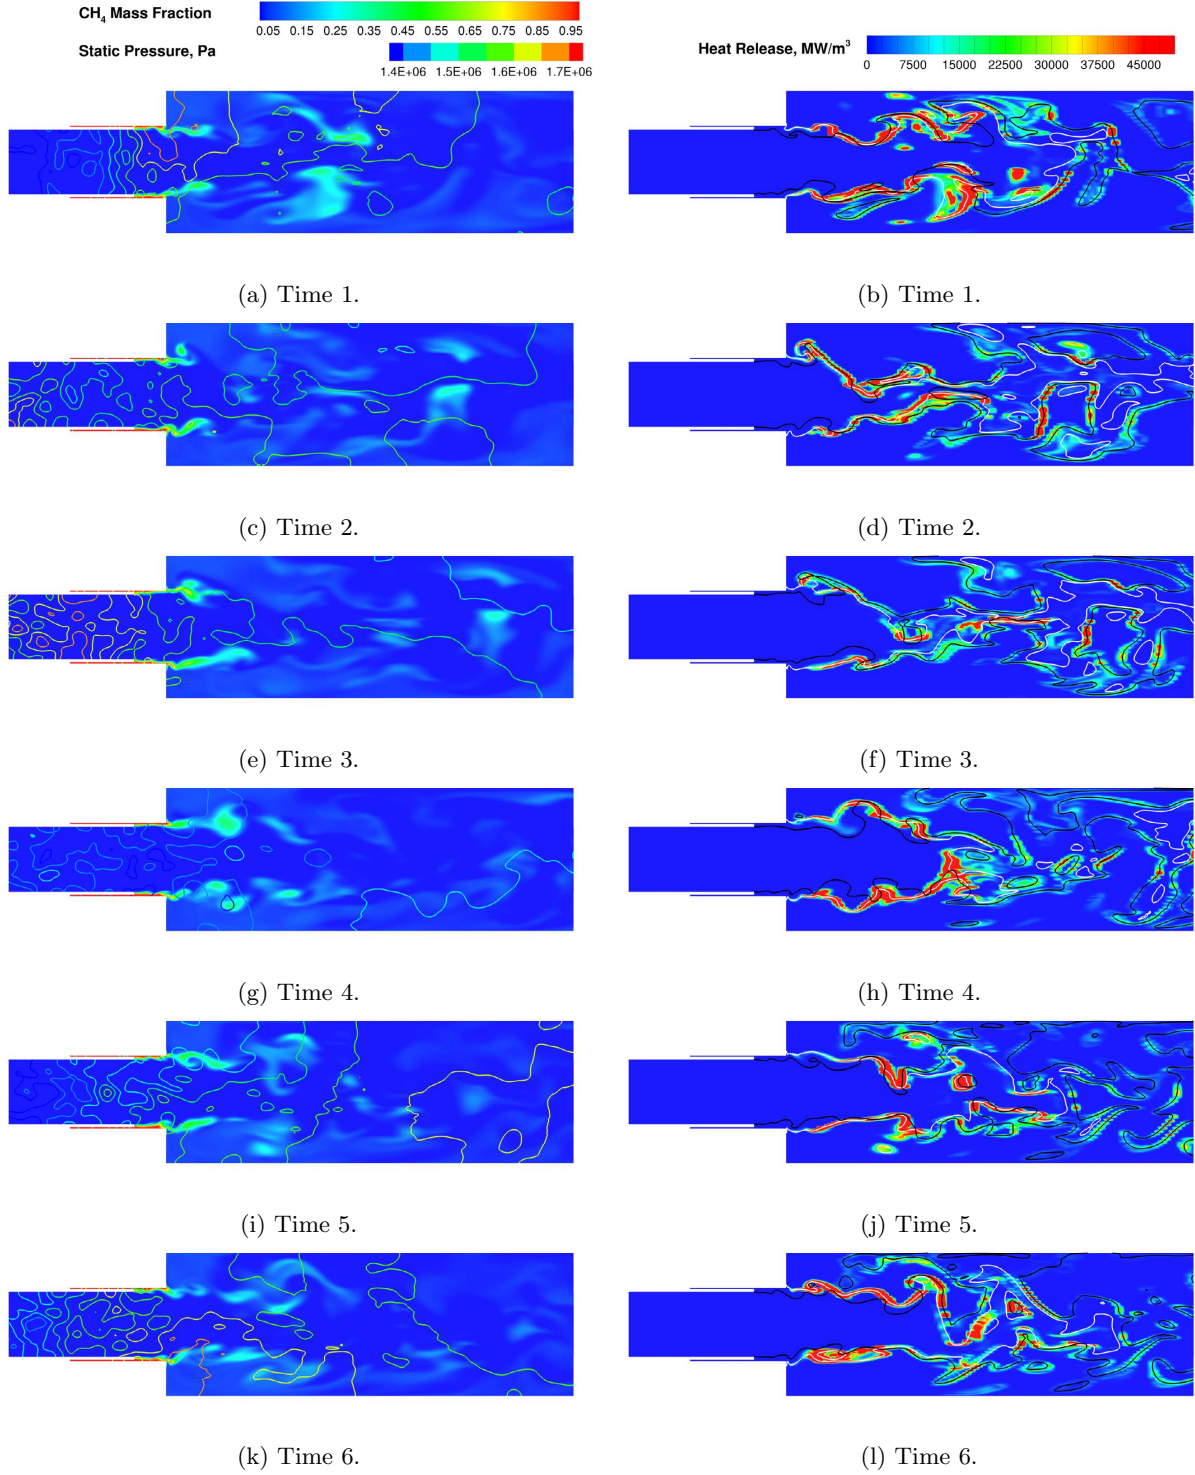 CH4 Mass Fraction
0.05 0.15 0.25 0.35 0.45 0.55 0.65 0.75 0.85 0.95
Static Pressure, Pa
1.4E+06 1.5E+06 1.6E+06 1.7E+06
Heat Release, MW/m³
0 7500 15000 22500 30000 37500 45000
(a) Time 1.
(b) Time 1.
(c) Time 2.
(d) Time 2.
(e) Time 3.
(f) Time 3.
(g) Time 4.
(h) Time 4.
(i) Time 5.
(j) Time 5.
(k) Time 6.
(l) Time 6.